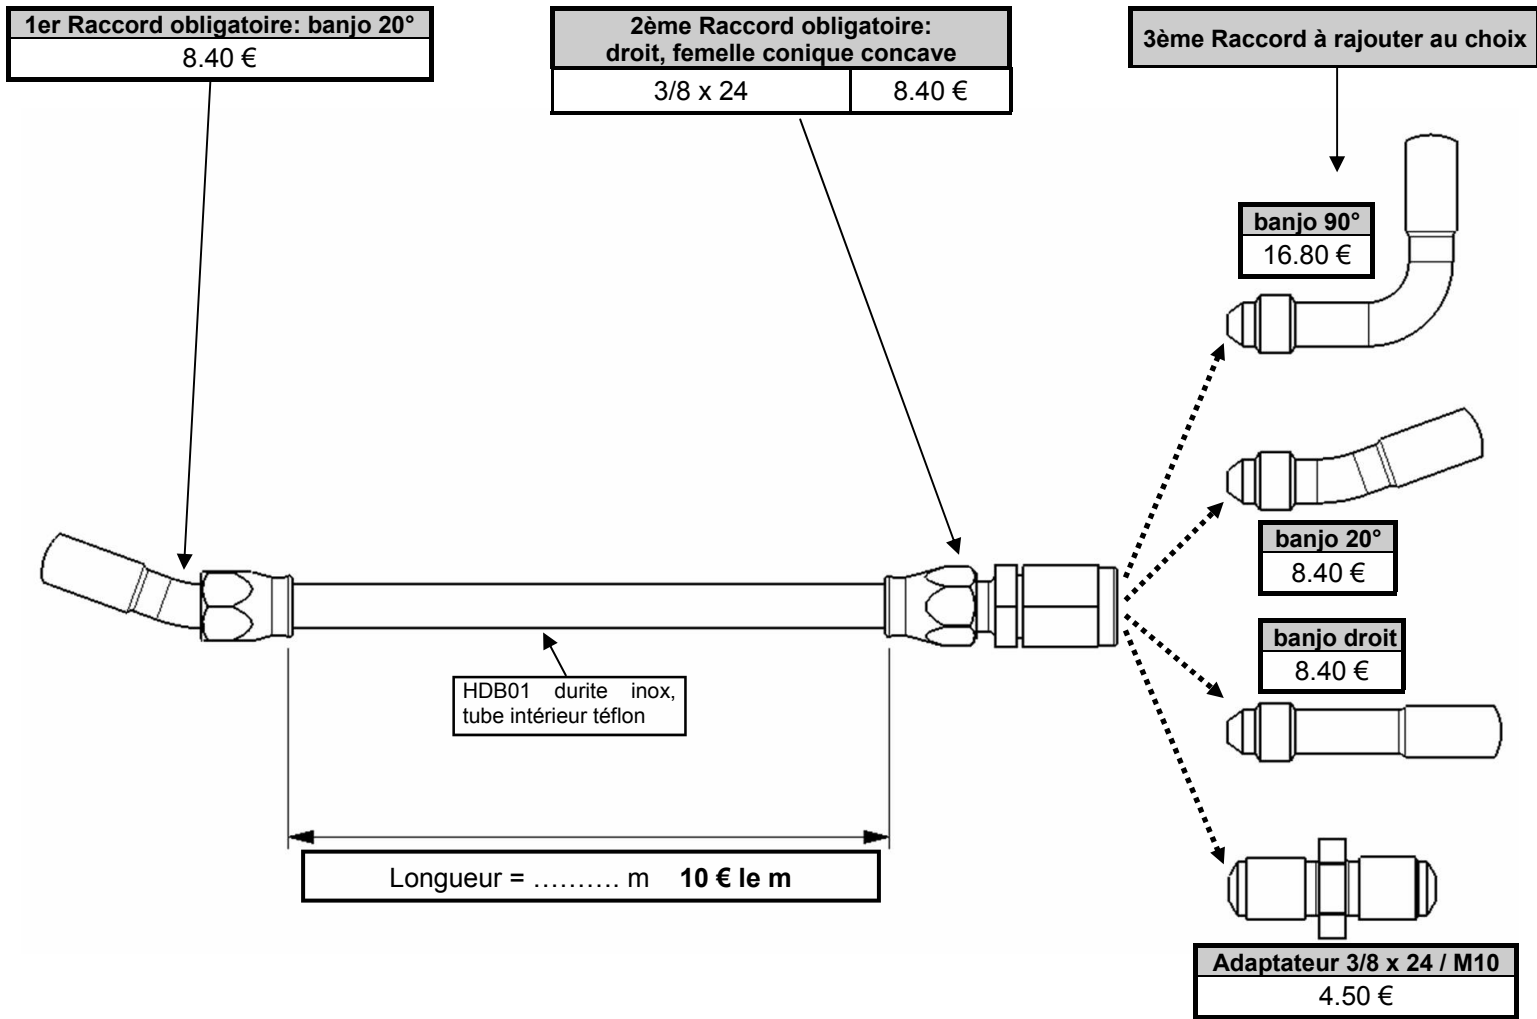 1er Raccord obligatoire: banjo 20°
8.40 €
2ème Raccord obligatoire:
droit, femelle conique concave
3/8 x 24 8.40 €
3ème Raccord à rajouter au choix
banjo 90°
16.80 €
banjo 20°
8.40 €
banjo droit
8.40 €
HDB01 durite inox,
tube intérieur téflon
Longueur = .......... m 10 € le m
Adaptateur 3/8 x 24 / M10
4.50 €